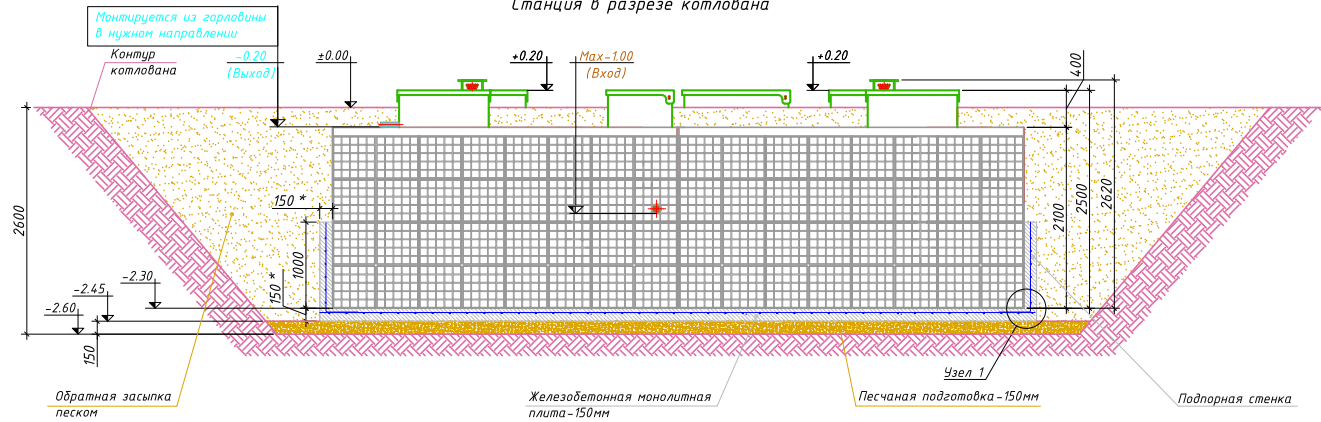 Станция в разрезе котлована
Монтируется из горловины
в нужном направлении
Контур
котлована
-0.20
(Выход)
±0.00
+0.20
Max-1.00
(Вход)
+0.20
400
2600
150*
1000
150*
-2.30
-2.45
-2.60
150
2100
2500
2620
Узел 1
Обратная засыпка
песком
Железобетонная монолитная
плита-150мм
Песчаная подготовка-150мм
Подпорная стенка